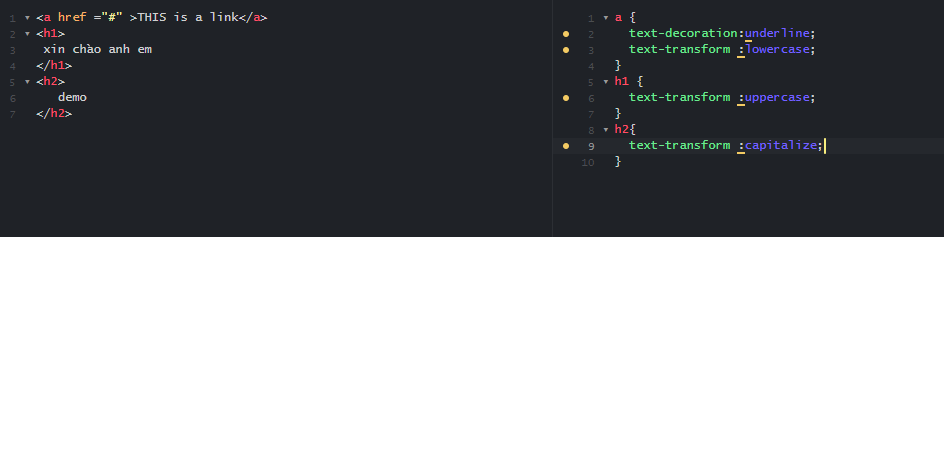 1 <a href ="#" >THIS is a link</a>
2 <h1>
3 xin chào anh em
4 </h1>
5 <h2>
6 demo
7 </h2>
1 a {
2 text-decoration:underline;
3 text-transform :lowercase;
4 }
5 h1 {
6 text-transform :uppercase;
7 }
8 h2{
9 text-transform :capitalize;
10 }